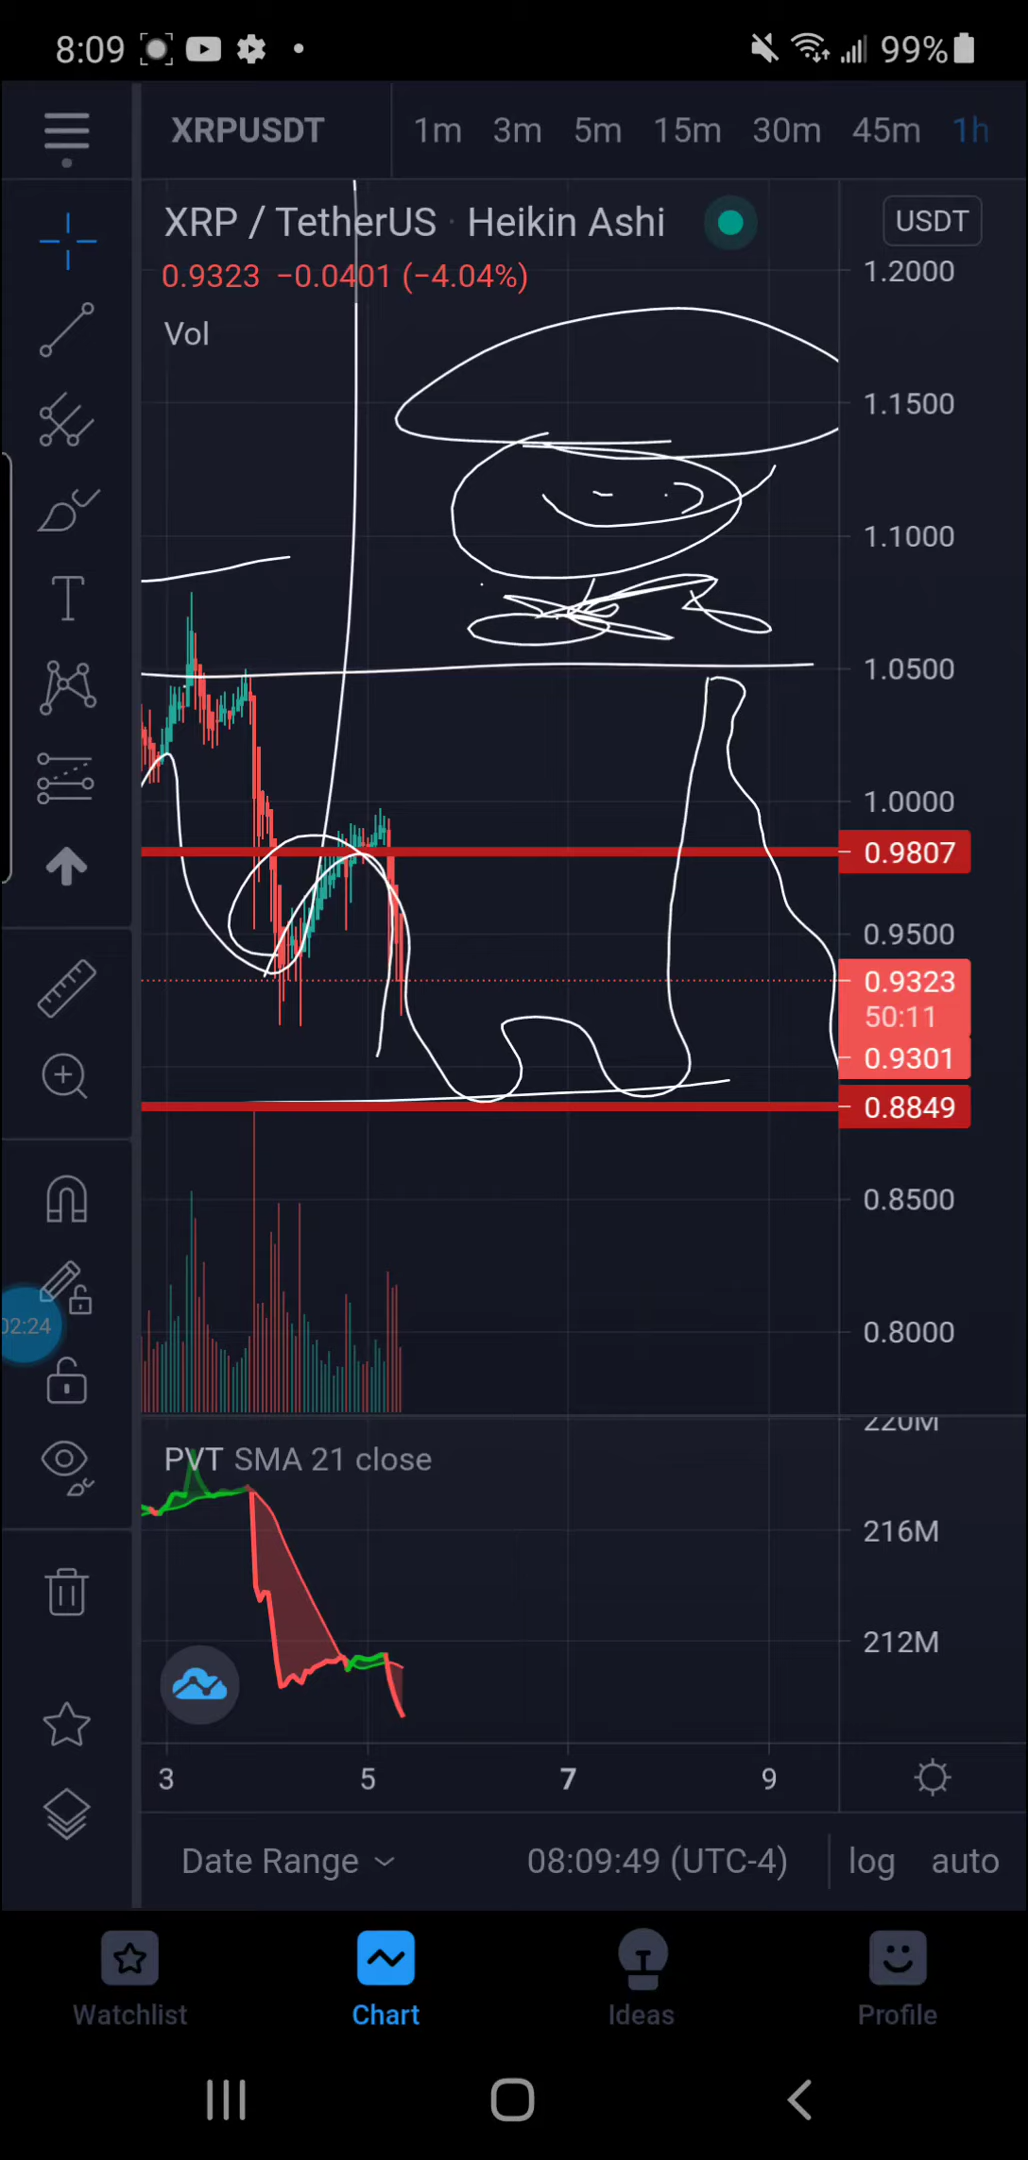 8:09 99%
XRPUSDT 1m 3m 5m 15m 30m 45m 1h
XRP / TetherUS · Heikin Ashi USDT
0.9323 −0.0401 (−4.04%)
Vol
1.2000
1.1500
1.1000
1.0500
1.0000
0.9807
0.9500
0.9323
50:11
0.9301
0.8849
0.8500
02:24
0.8000
220M
PVT SMA 21 close
216M
212M
3 5 7 9
Date Range 08:09:49 (UTC-4) log auto
Watchlist Chart Ideas Profile